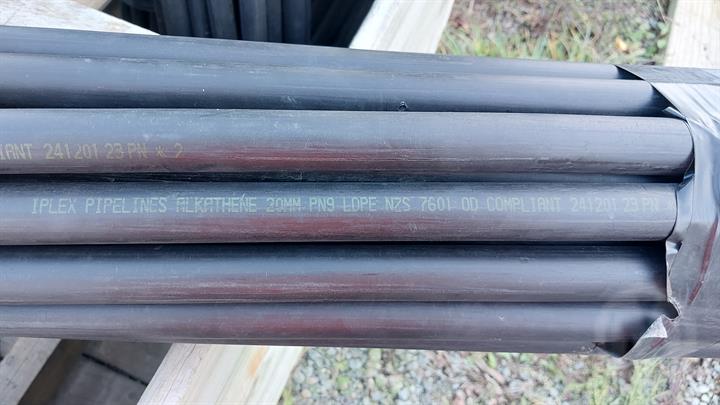 IANT 241201 23 PN * 2
IPLEX PIPELINES ALKATHENE 20MM PN9 LDPE NZS 7601 OD COMPLIANT 241201 23 PN